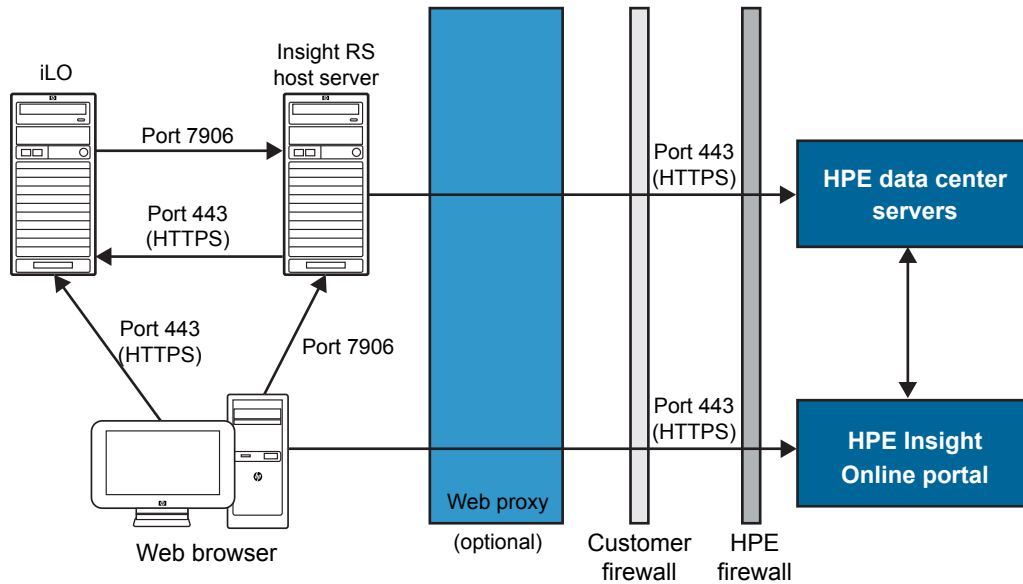 iLO
Insight RS
host server
Port 7906
Port 443
(HTTPS)
Port 443
(HTTPS)
HPE data center
servers
Port 443
(HTTPS)
Port 7906
Port 443
(HTTPS)
HPE Insight
Online portal
Web browser
Web proxy
(optional)
Customer
firewall
HPE
firewall